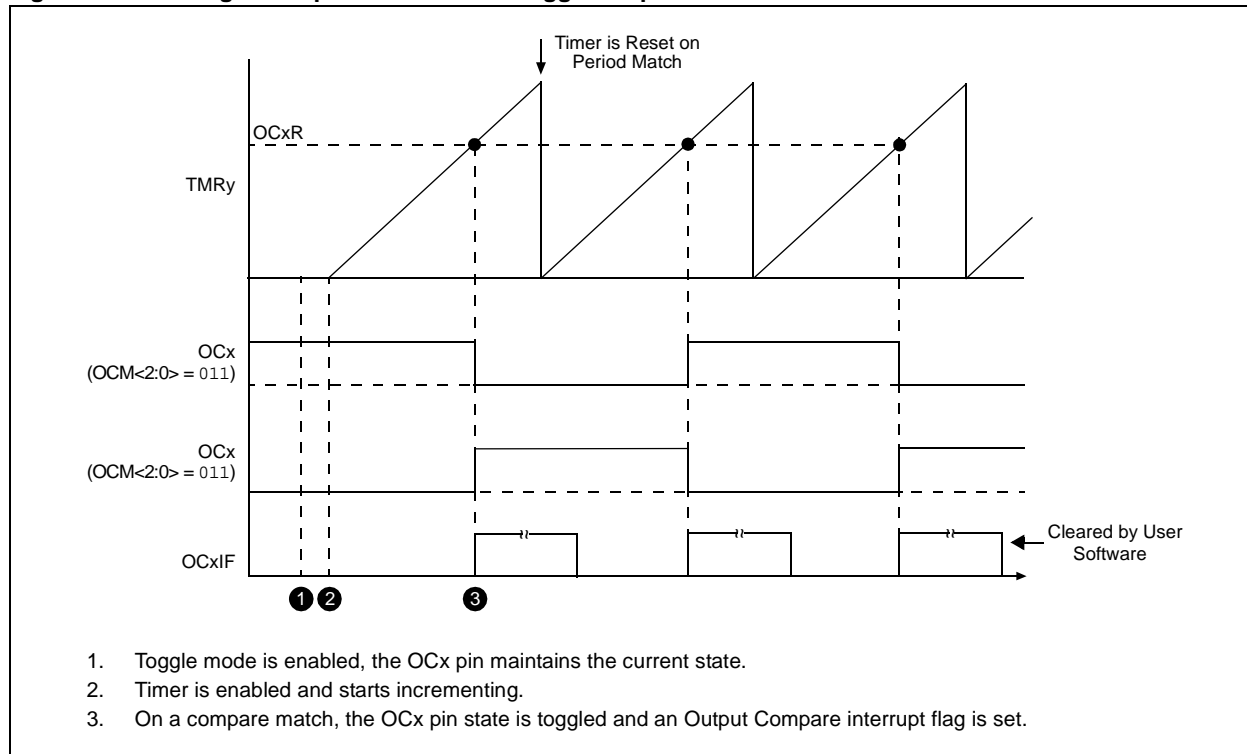 Timer is Reset on
Period Match
OCxR
TMRy
OCx
(OCM<2:0> = 011)
OCx
(OCM<2:0> = 011)
OCxIF
Cleared by User
Software
1 2 3
1. Toggle mode is enabled, the OCx pin maintains the current state.
2. Timer is enabled and starts incrementing.
3. On a compare match, the OCx pin state is toggled and an Output Compare interrupt flag is set.